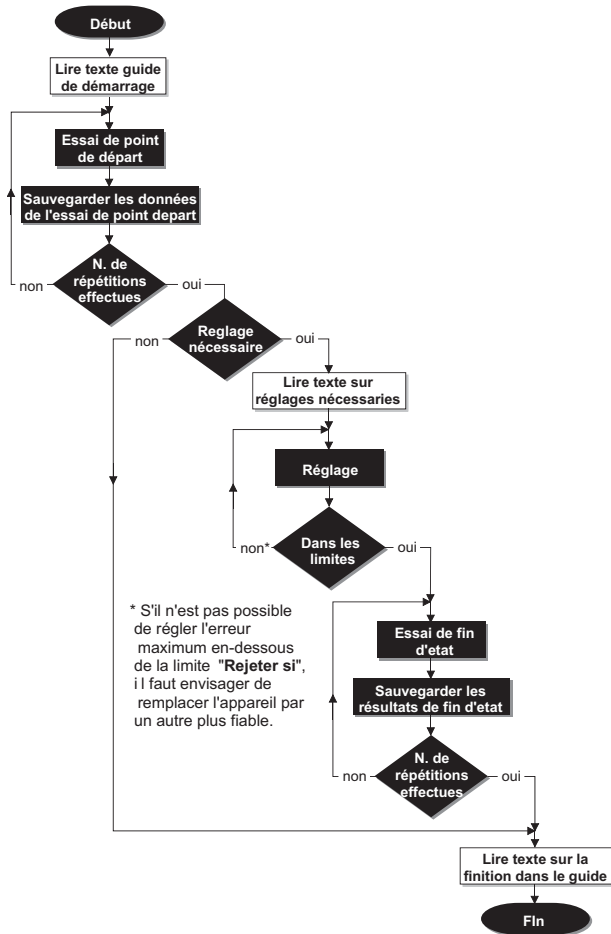 Début
Lire texte guide
de démarrage
Essai de point
de départ
Sauvegarder les données
de l'essai de point depart
N. de
répétitions
effectues
non
oui
Reglage
nécessaire
non
oui
Lire texte sur
réglages nécessaries
Réglage
Dans les
limites
non*
oui
* S'il n'est pas possible
de régler l'erreur
maximum en-dessous
de la limite "Rejeter si",
i l faut envisager de
remplacer l'appareil par
un autre plus fiable.
Essai de fin
d'etat
Sauvegarder les
résultats de fin d'etat
N. de
répétitions
effectues
non
oui
Lire texte sur la
finition dans le guide
FIn